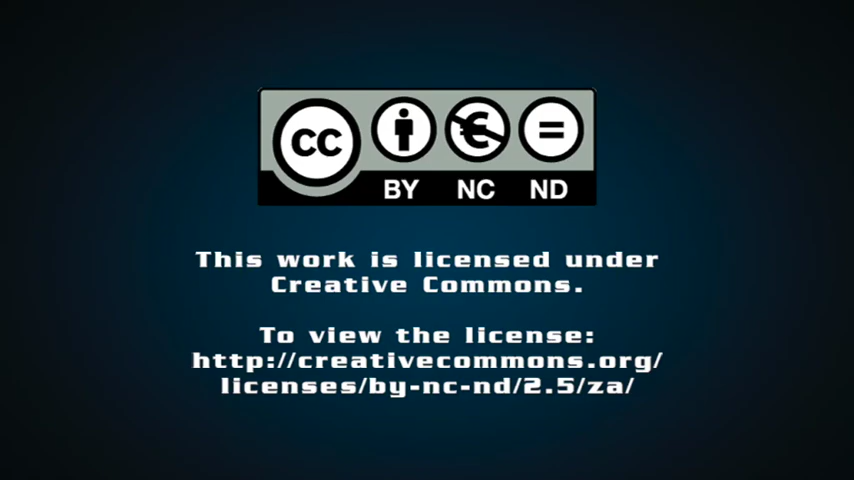 cc
BY NC ND
This work is licensed under
Creative Commons.
To view the license:
http://creativecommons.org/
licenses/by-nc-nd/2.5/za/